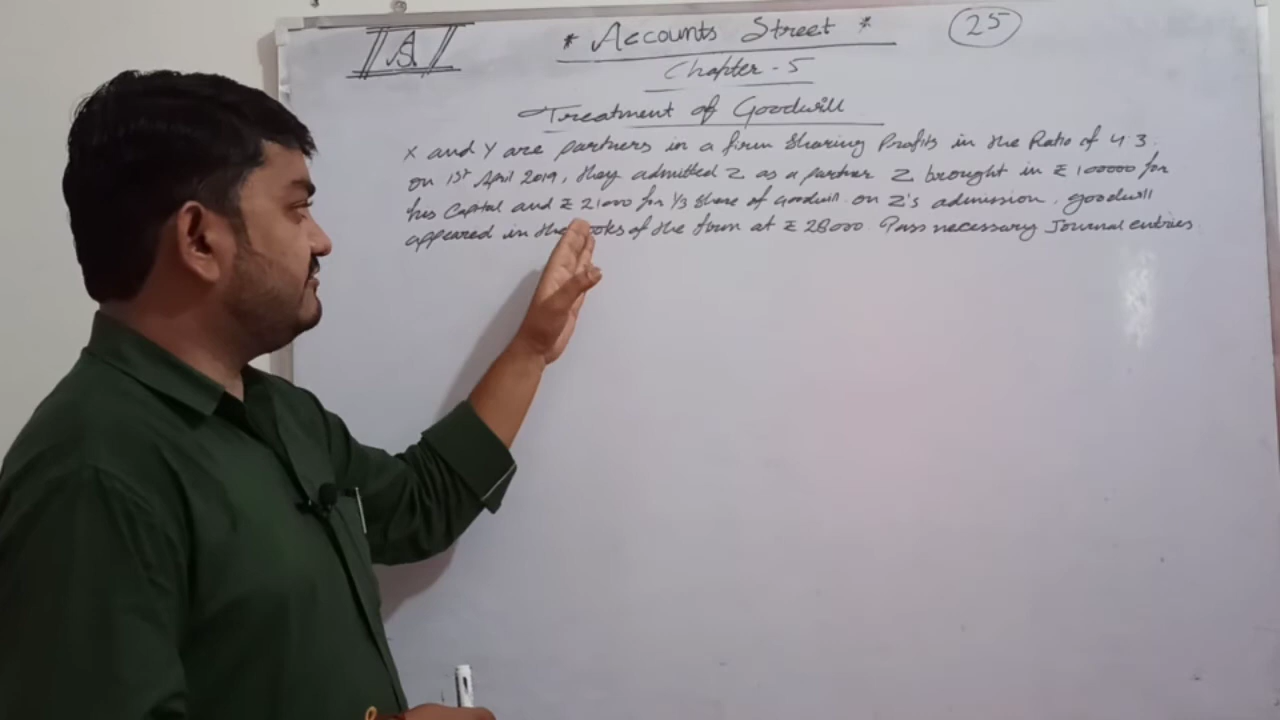 AS
* Accounts Street *
25
Chapter - 5
Treatment of Goodwill
X and Y are partners in a firm sharing Profits in the Ratio of 4:3.
on 1st April 2019, they admitted Z as a partner Z brought in ₹ 100000 for
his Capital and ₹ 21000 for 1/3 share of Goodwill. on Z's admission, goodwill
appeared in the books of the firm at ₹ 28000 Pass necessary Journal entries